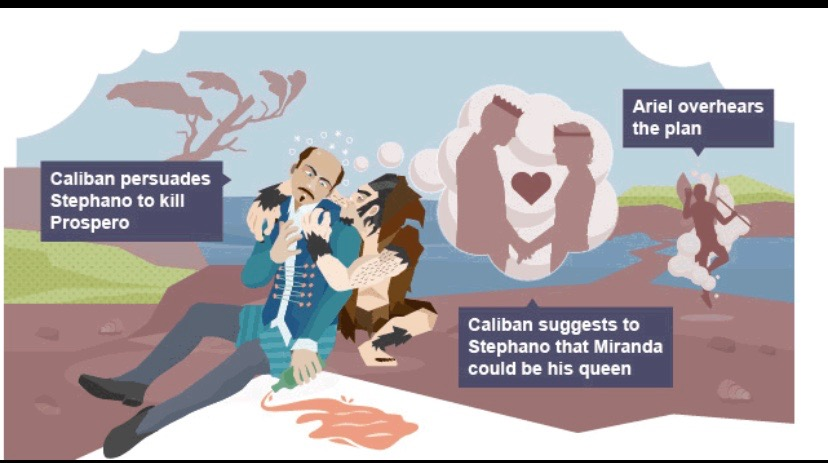 Caliban persuades
Stephano to kill
Prospero
Ariel overhears
the plan
Caliban suggests to
Stephano that Miranda
could be his queen